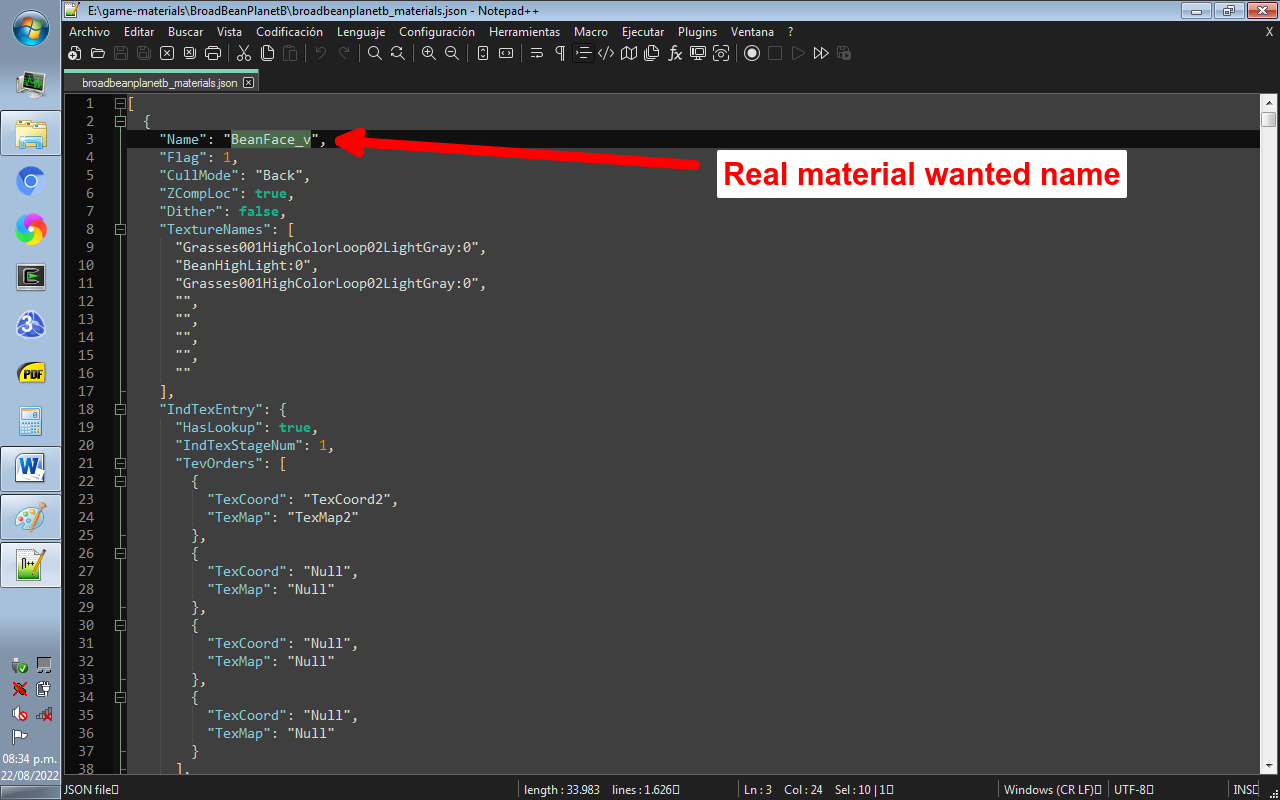 E:\game-materials\BroadBeanPlanetB\broadbeanplanetb_materials.json - Notepad++
Archivo Editar Buscar Vista Codificación Lenguaje Configuración Herramientas Macro Ejecutar Plugins Ventana ? X
broadbeanplanetb_materials.json
1 [
2 {
3 "Name": "BeanFace_v",
Real material wanted name
4 "Flag": 1,
5 "CullMode": "Back",
6 "ZCompLoc": true,
7 "Dither": false,
8 "TextureNames": [
9 "Grasses001HighColorLoop02LightGray:0",
10 "BeanHighLight:0",
11 "Grasses001HighColorLoop02LightGray:0",
12 "",
13 "",
14 "",
15 "",
16 ""
17 ],
18 "IndTexEntry": {
19 "HasLookup": true,
20 "IndTexStageNum": 1,
21 "TevOrders": [
22 {
23 "TexCoord": "TexCoord2",
24 "TexMap": "TexMap2"
25 },
26 {
27 "TexCoord": "Null",
28 "TexMap": "Null"
29 },
30 {
31 "TexCoord": "Null",
32 "TexMap": "Null"
33 },
34 {
35 "TexCoord": "Null",
36 "TexMap": "Null"
37 }
38 ],
PDF
W
08:34 p.m.
22/08/2022
JSON file length : 33.983 lines : 1.626 Ln : 3 Col : 24 Sel : 10 | 1 Windows (CR LF) UTF-8 INS